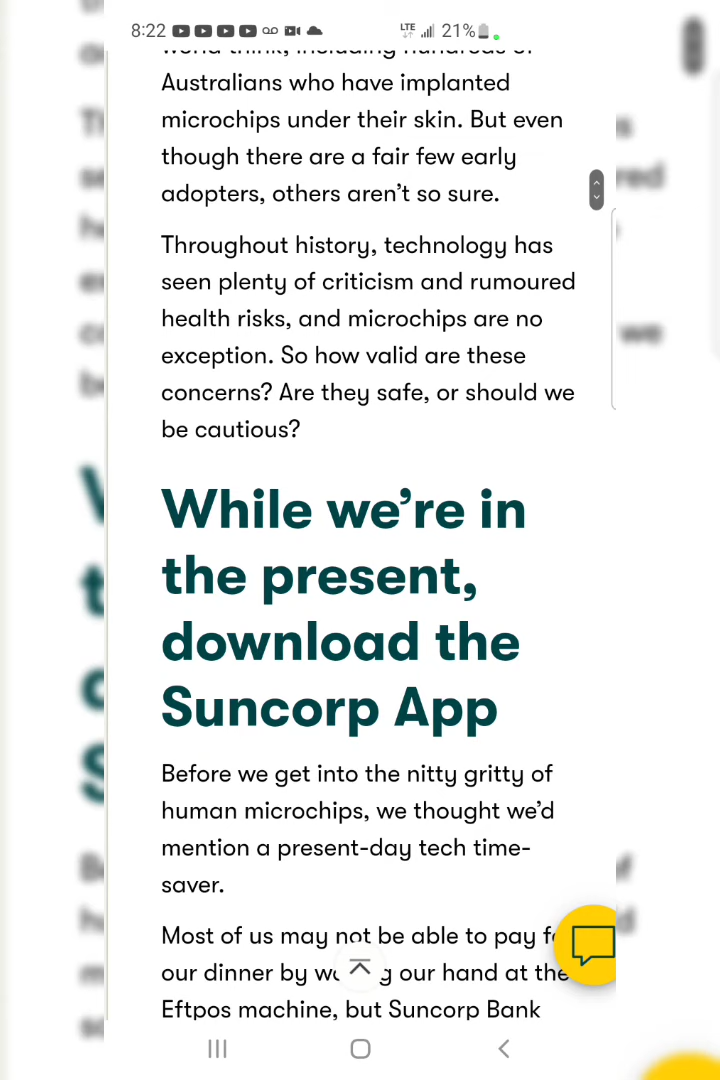 8:22 LTE 21%
Australians who have implanted
microchips under their skin. But even
though there are a fair few early
adopters, others aren’t so sure.
Throughout history, technology has
seen plenty of criticism and rumoured
health risks, and microchips are no
exception. So how valid are these
concerns? Are they safe, or should we
be cautious?
While we’re in
the present,
download the
Suncorp App
Before we get into the nitty gritty of
human microchips, we thought we’d
mention a present-day tech time-
saver.
Most of us may not be able to pay
our dinner by our hand at the
Eftpos machine, but Suncorp Bank